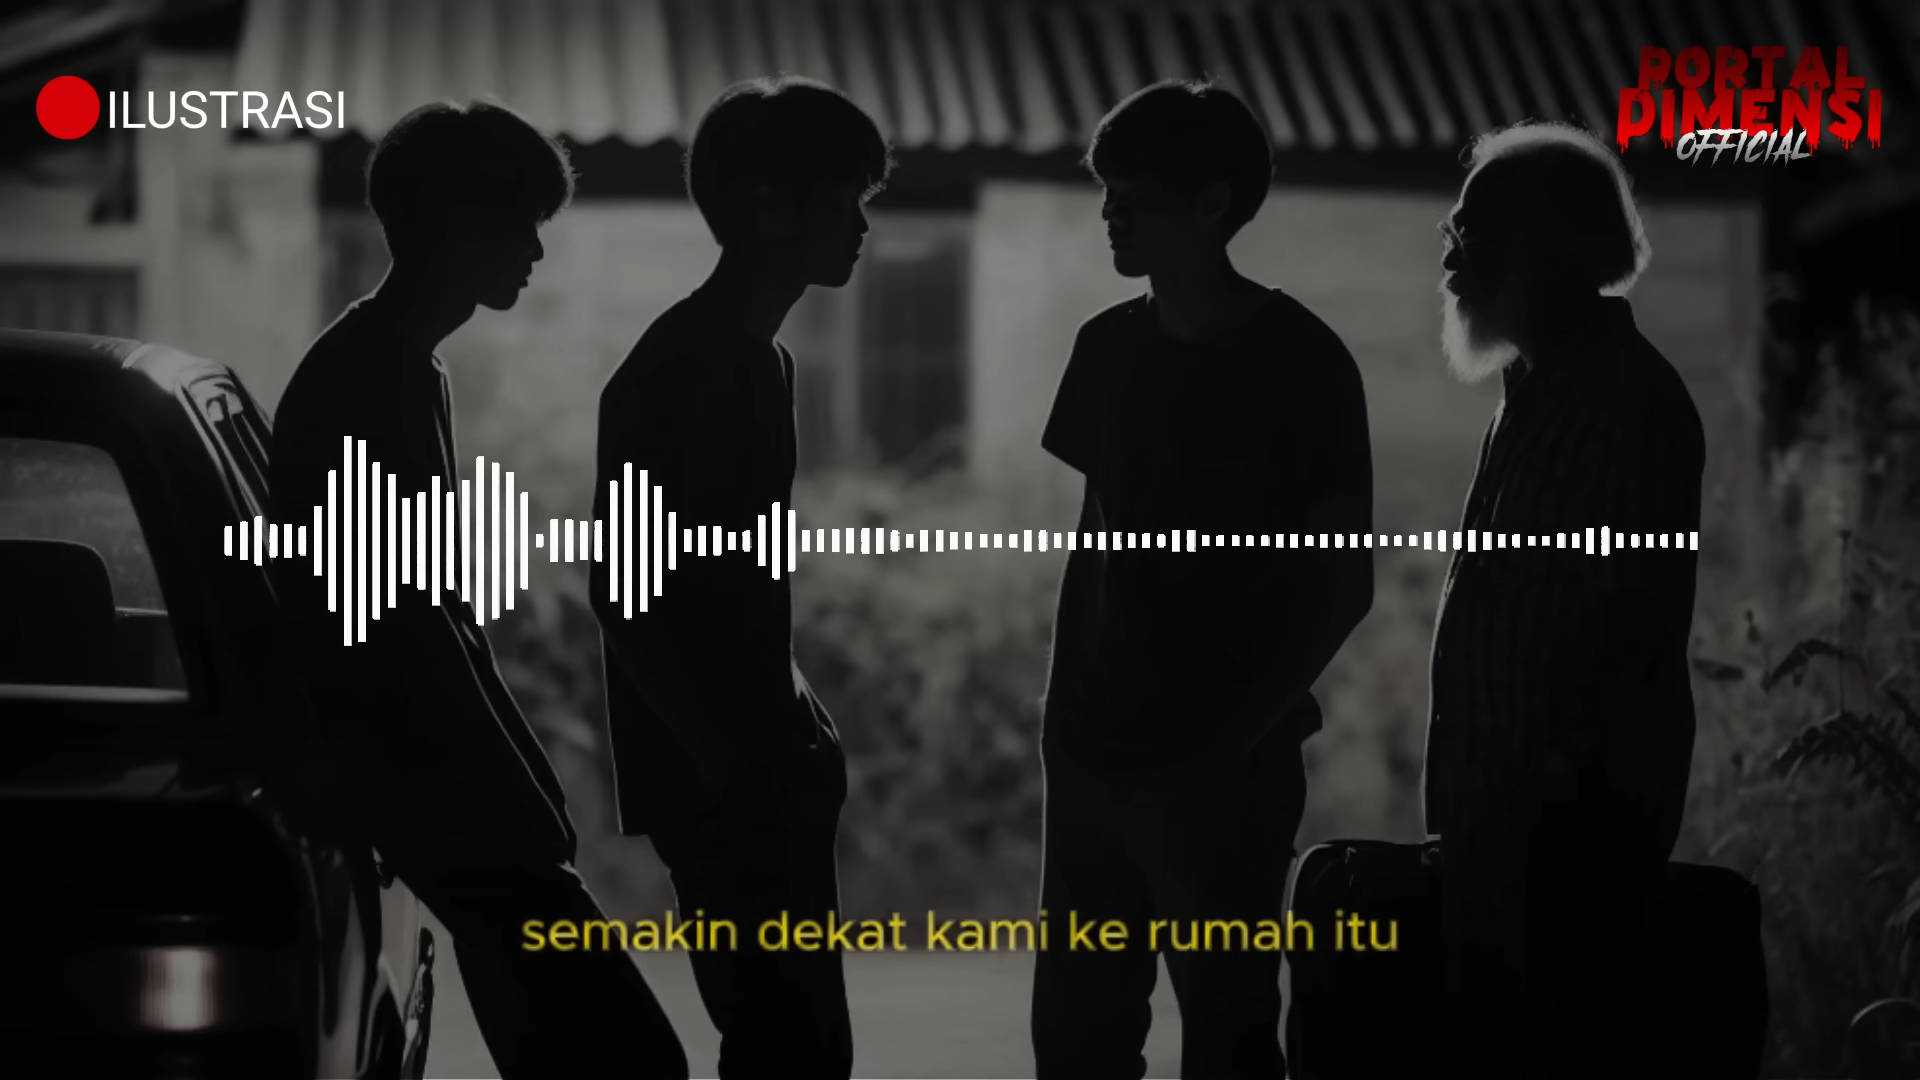 ILUSTRASI
PORTAL
DIMENSI
OFFICIAL
semakin dekat kami ke rumah itu